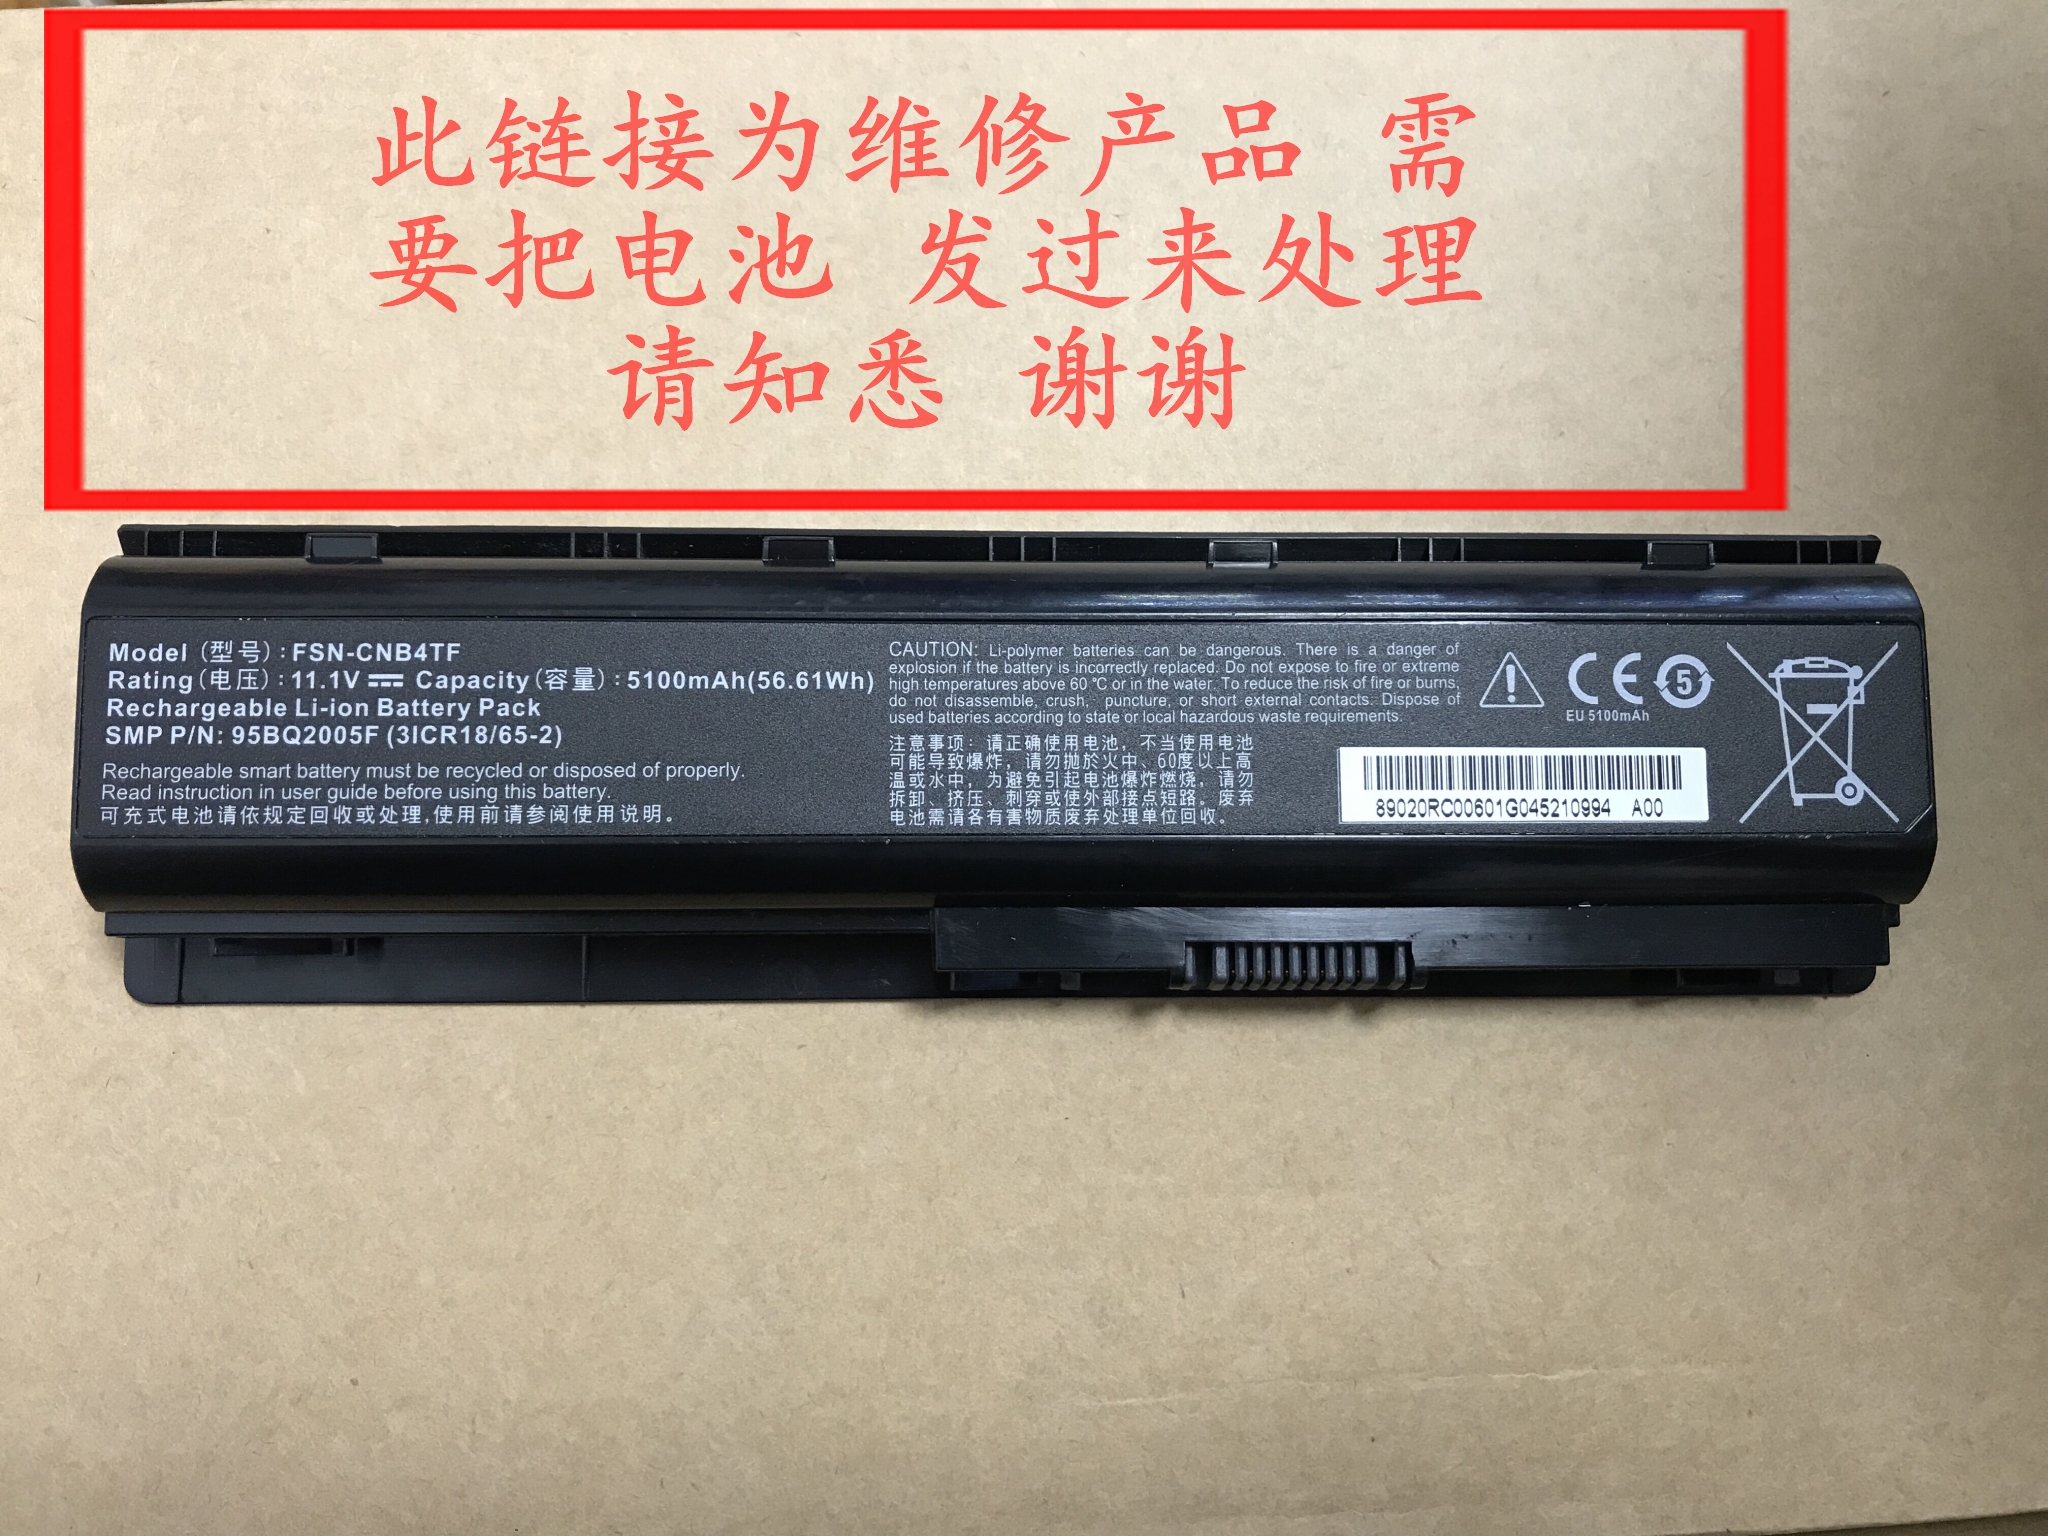 此链接为维修产品 需
要把电池 发过来处理
请知悉 谢谢
Model (型号): FSN-CNB4TF
Rating(电压): 11.1V Capacity(容量): 5100mAh(56.61Wh)
Rechargeable Li-ion Battery Pack
SMP P/N: 95BQ2005F (3ICR18/65-2)
Rechargeable smart battery must be recycled or disposed of properly.
Read instruction in user guide before using this battery.
可充式电池请依规定回收或处理,使用前请参阅使用说明。
CAUTION: Li-polymer batteries can be dangerous. There is a danger of
explosion if the battery is incorrectly replaced. Do not expose to fire or extreme
high temperatures above 60 °C or in the water. To reduce the risk of fire or burns,
do not disassemble, crush, puncture, or short external contacts. Dispose of
used batteries according to state or local hazardous waste requirements.
注意事项: 请正确使用电池，不当使用电池
可能导致爆炸，请勿抛於火中、60度以上高
温或水中，为避免引起电池爆炸燃烧，请勿
拆卸、挤压、刺穿或使外部接点短路。废弃
电池需请各有害物质废弃处理单位回收。
CE
5
EU 5100mAh
89020RC00601G045210994 A00